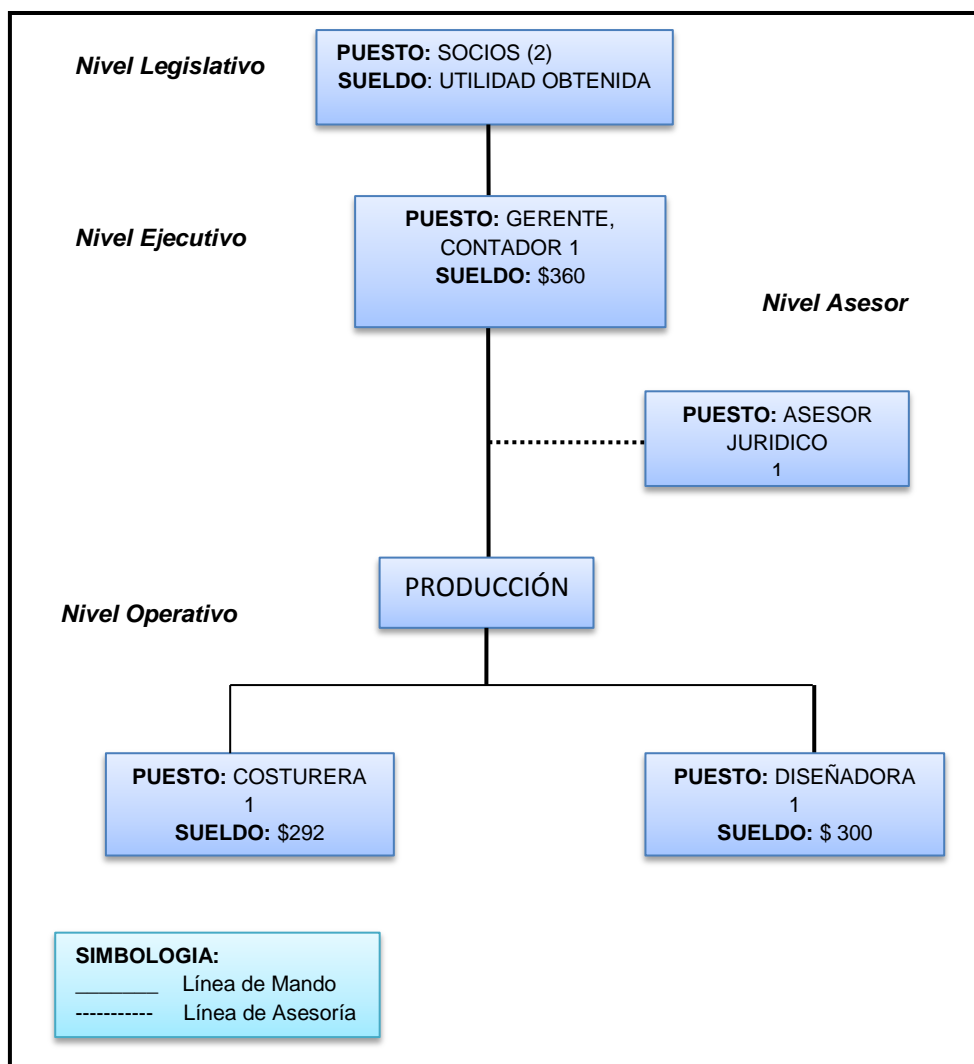 Nivel Legislativo
PUESTO: SOCIOS (2)
SUELDO: UTILIDAD OBTENIDA
Nivel Ejecutivo
PUESTO: GERENTE,
CONTADOR 1
SUELDO: $360
Nivel Asesor
PUESTO: ASESOR
JURIDICO
1
PRODUCCIÓN
Nivel Operativo
PUESTO: COSTURERA
1
SUELDO: $292
PUESTO: DISEÑADORA
1
SUELDO: $ 300
SIMBOLOGIA:
_______ Línea de Mando
----------- Línea de Asesoría